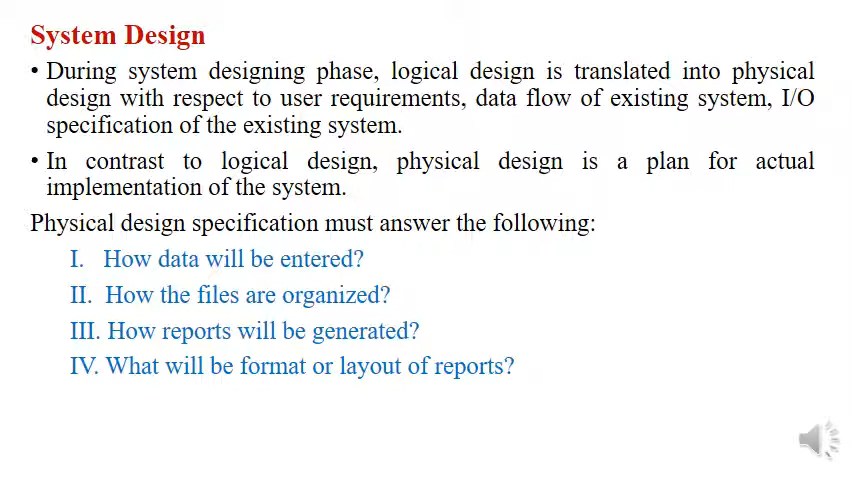 System Design
• During system designing phase, logical design is translated into physical
design with respect to user requirements, data flow of existing system, I/O
specification of the existing system.
• In contrast to logical design, physical design is a plan for actual
implementation of the system.
Physical design specification must answer the following:
I. How data will be entered?
II. How the files are organized?
III. How reports will be generated?
IV. What will be format or layout of reports?